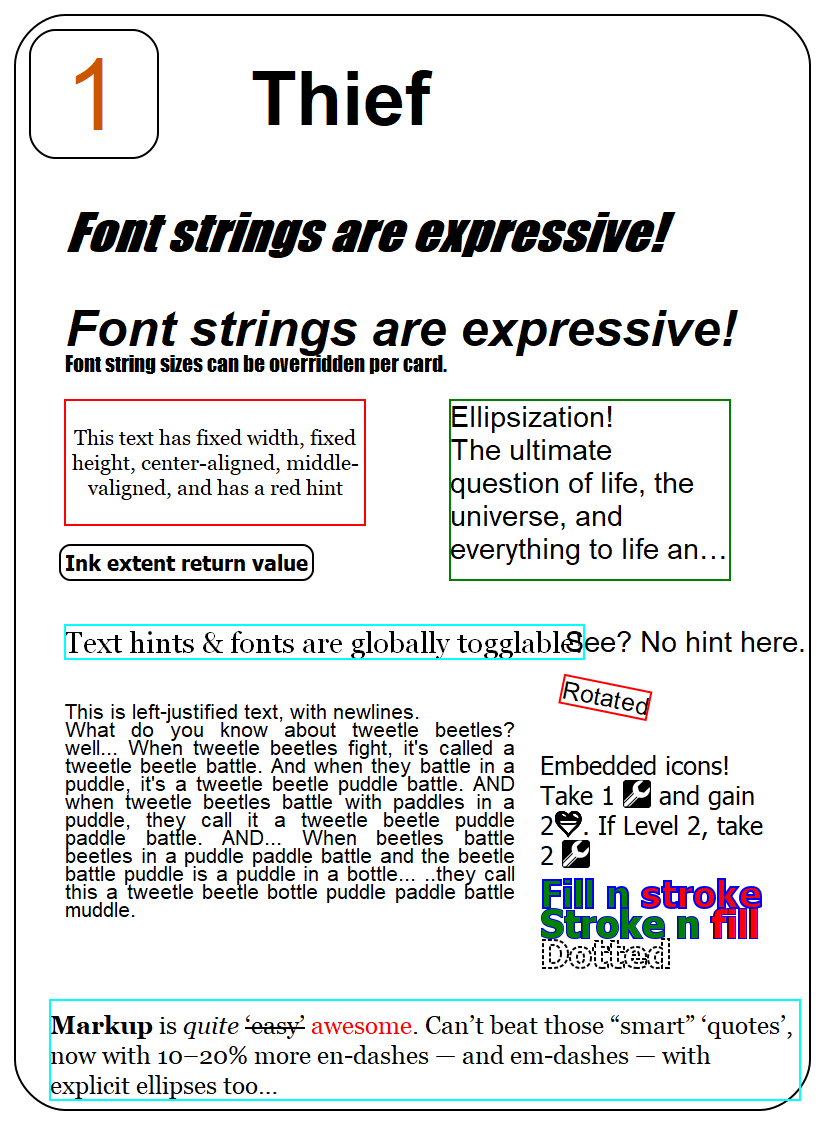 1
Thief
Font strings are expressive!
Font strings are expressive!
Font string sizes can be overridden per card.
This text has fixed width, fixed
height, center-aligned, middle-
valigned, and has a red hint
Ellipsization!
The ultimate
question of life, the
universe, and
everything to life an…
Ink extent return value
Text hints & fonts are globally togglable!
See? No hint here.
Rotated
This is left-justified text, with newlines.
What do you know about tweetle beetles?
well... When tweetle beetles fight, it's called a
tweetle beetle battle. And when they battle in a
puddle, it's a tweetle beetle puddle battle. AND
when tweetle beetles battle with paddles in a
puddle, they call it a tweetle beetle puddle
paddle battle. AND... When beetles battle
beetles in a puddle paddle battle and the beetle
battle puddle is a puddle in a bottle... ..they call
this a tweetle beetle bottle puddle paddle battle
muddle.
Embedded icons!
Take 1 and gain
2. If Level 2, take
2
Fill n stroke
Stroke n fill
Dotted
Markup is quite ‘easy’ awesome. Can’t beat those “smart” ‘quotes’,
now with 10–20% more en-dashes — and em-dashes — with
explicit ellipses too…